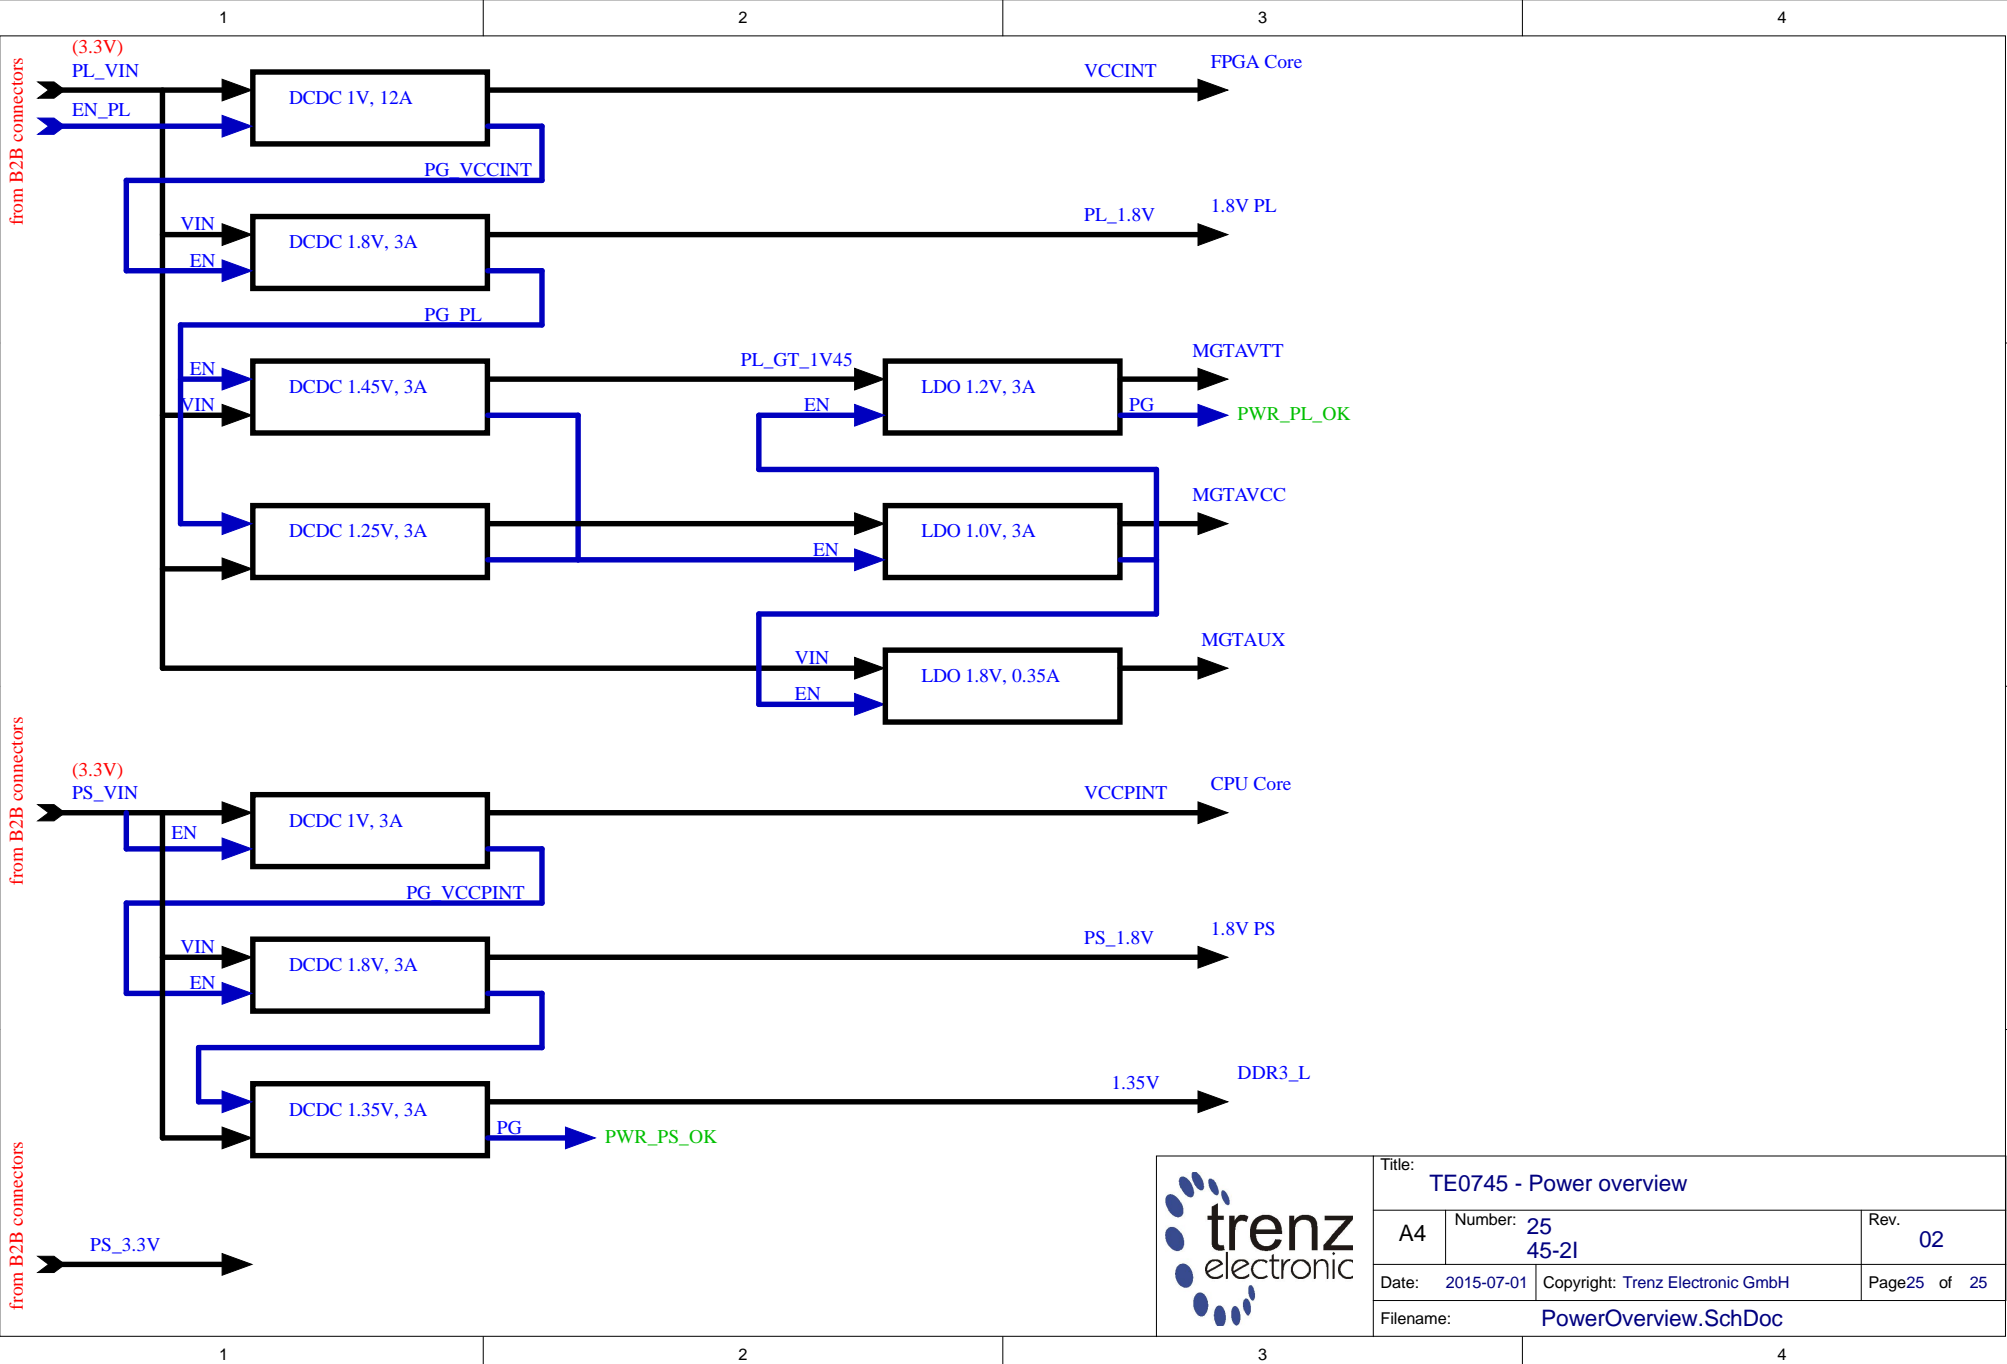 1 2 3 4
(3.3V)
PL_VIN
EN_PL
from B2B connectors
DCDC 1V, 12A
VCCINT
FPGA Core
PG_VCCINT
VIN
EN
DCDC 1.8V, 3A
PL_1.8V
1.8V PL
PG_PL
EN
VIN
DCDC 1.45V, 3A
PL_GT_1V45
EN
LDO 1.2V, 3A
MGTAVTT
PG
PWR_PL_OK
DCDC 1.25V, 3A
EN
LDO 1.0V, 3A
MGTAVCC
VIN
EN
LDO 1.8V, 0.35A
MGTAUX
from B2B connectors
(3.3V)
PS_VIN
EN
DCDC 1V, 3A
VCCPINT
CPU Core
PG_VCCPINT
VIN
EN
DCDC 1.8V, 3A
PS_1.8V
1.8V PS
DCDC 1.35V, 3A
1.35V
DDR3_L
PG
PWR_PS_OK
from B2B connectors
PS_3.3V
trenz
electronic
Title:
TE0745 - Power overview
A4
Number: 25
45-2I
Rev.
02
Date: 2015-07-01
Copyright: Trenz Electronic GmbH
Page25 of 25
Filename: PowerOverview.SchDoc
1 2 3 4